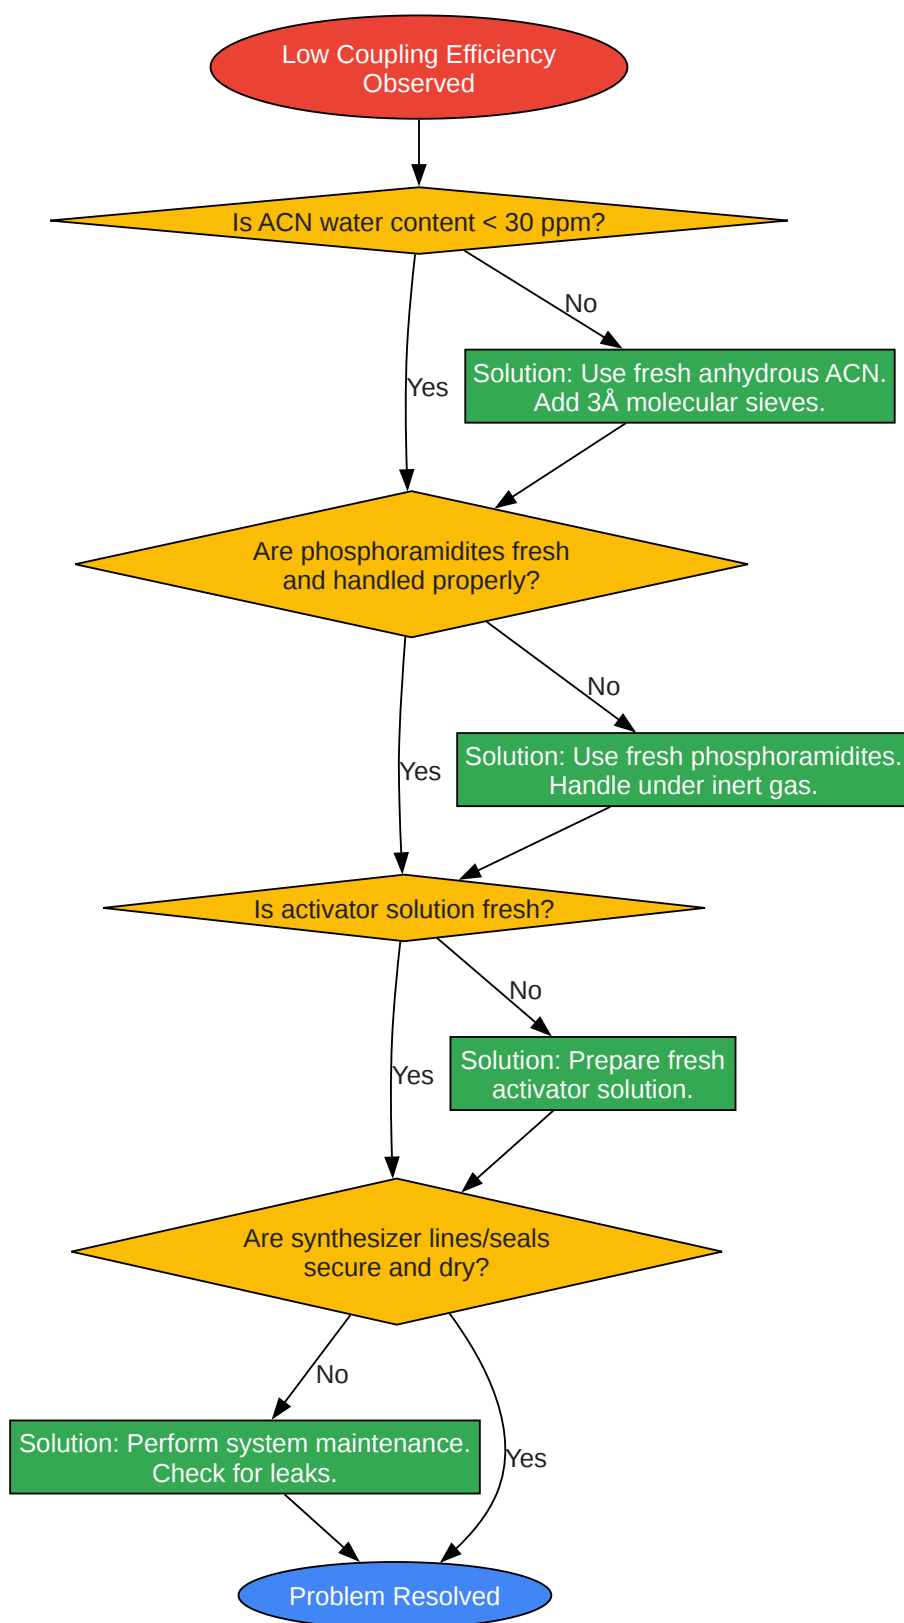 Low Coupling Efficiency
Observed
Is ACN water content < 30 ppm?
No
Yes
Solution: Use fresh anhydrous ACN.
Add 3Å molecular sieves.
Are phosphoramidites fresh
and handled properly?
No
Yes
Solution: Use fresh phosphoramidites.
Handle under inert gas.
Is activator solution fresh?
No
Yes
Solution: Prepare fresh
activator solution.
Are synthesizer lines/seals
secure and dry?
No
Yes
Solution: Perform system maintenance.
Check for leaks.
Problem Resolved